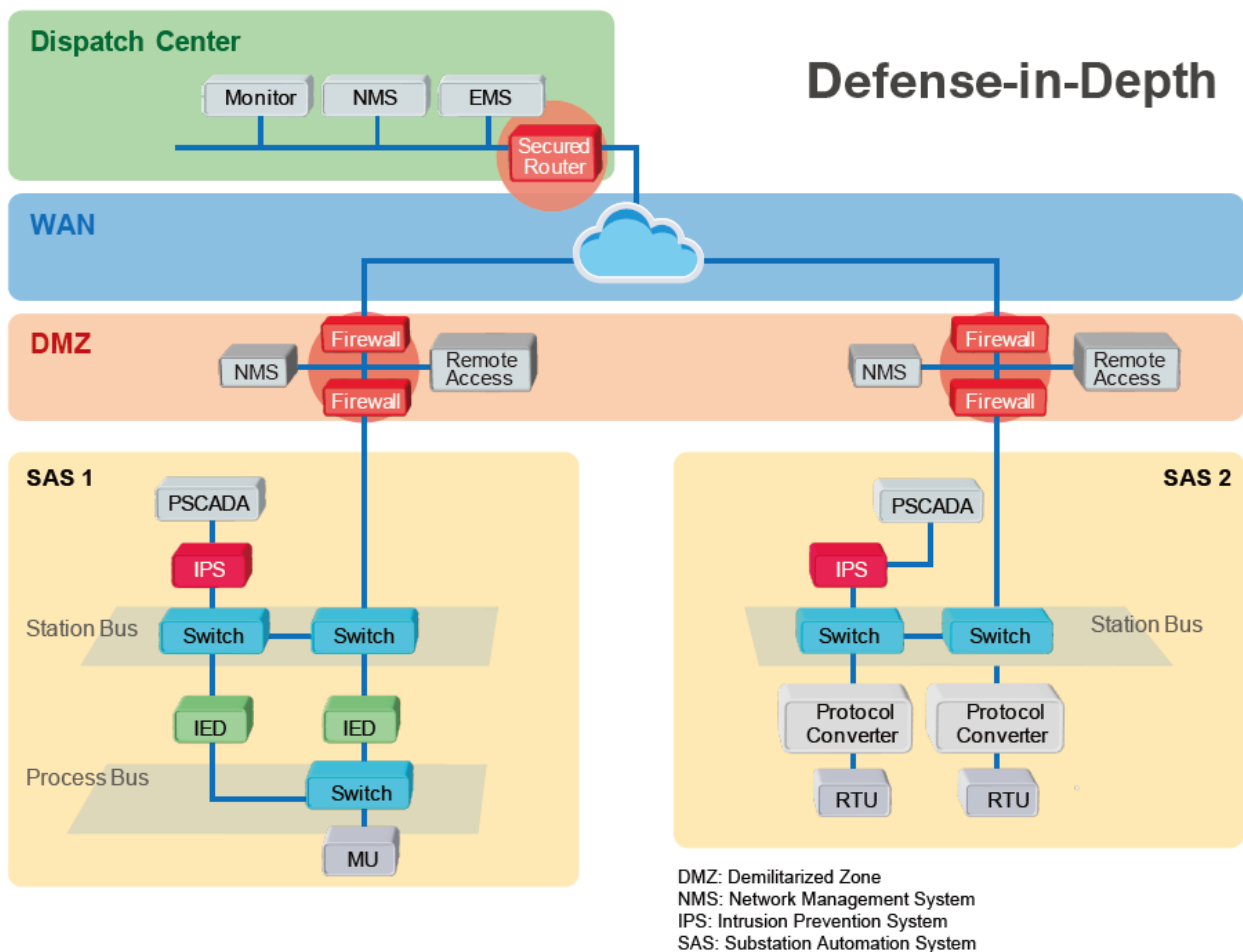 Dispatch Center
Defense-in-Depth
Monitor
NMS
EMS
Secured
Router
WAN
DMZ
Firewall
NMS
Remote
Access
Firewall
Firewall
NMS
Remote
Access
Firewall
SAS 1
PSCADA
IPS
Station Bus
Switch
Switch
IED
IED
Process Bus
Switch
MU
SAS 2
PSCADA
IPS
Switch
Switch
Station Bus
Protocol
Converter
Protocol
Converter
RTU
RTU
DMZ: Demilitarized Zone
NMS: Network Management System
IPS: Intrusion Prevention System
SAS: Substation Automation System